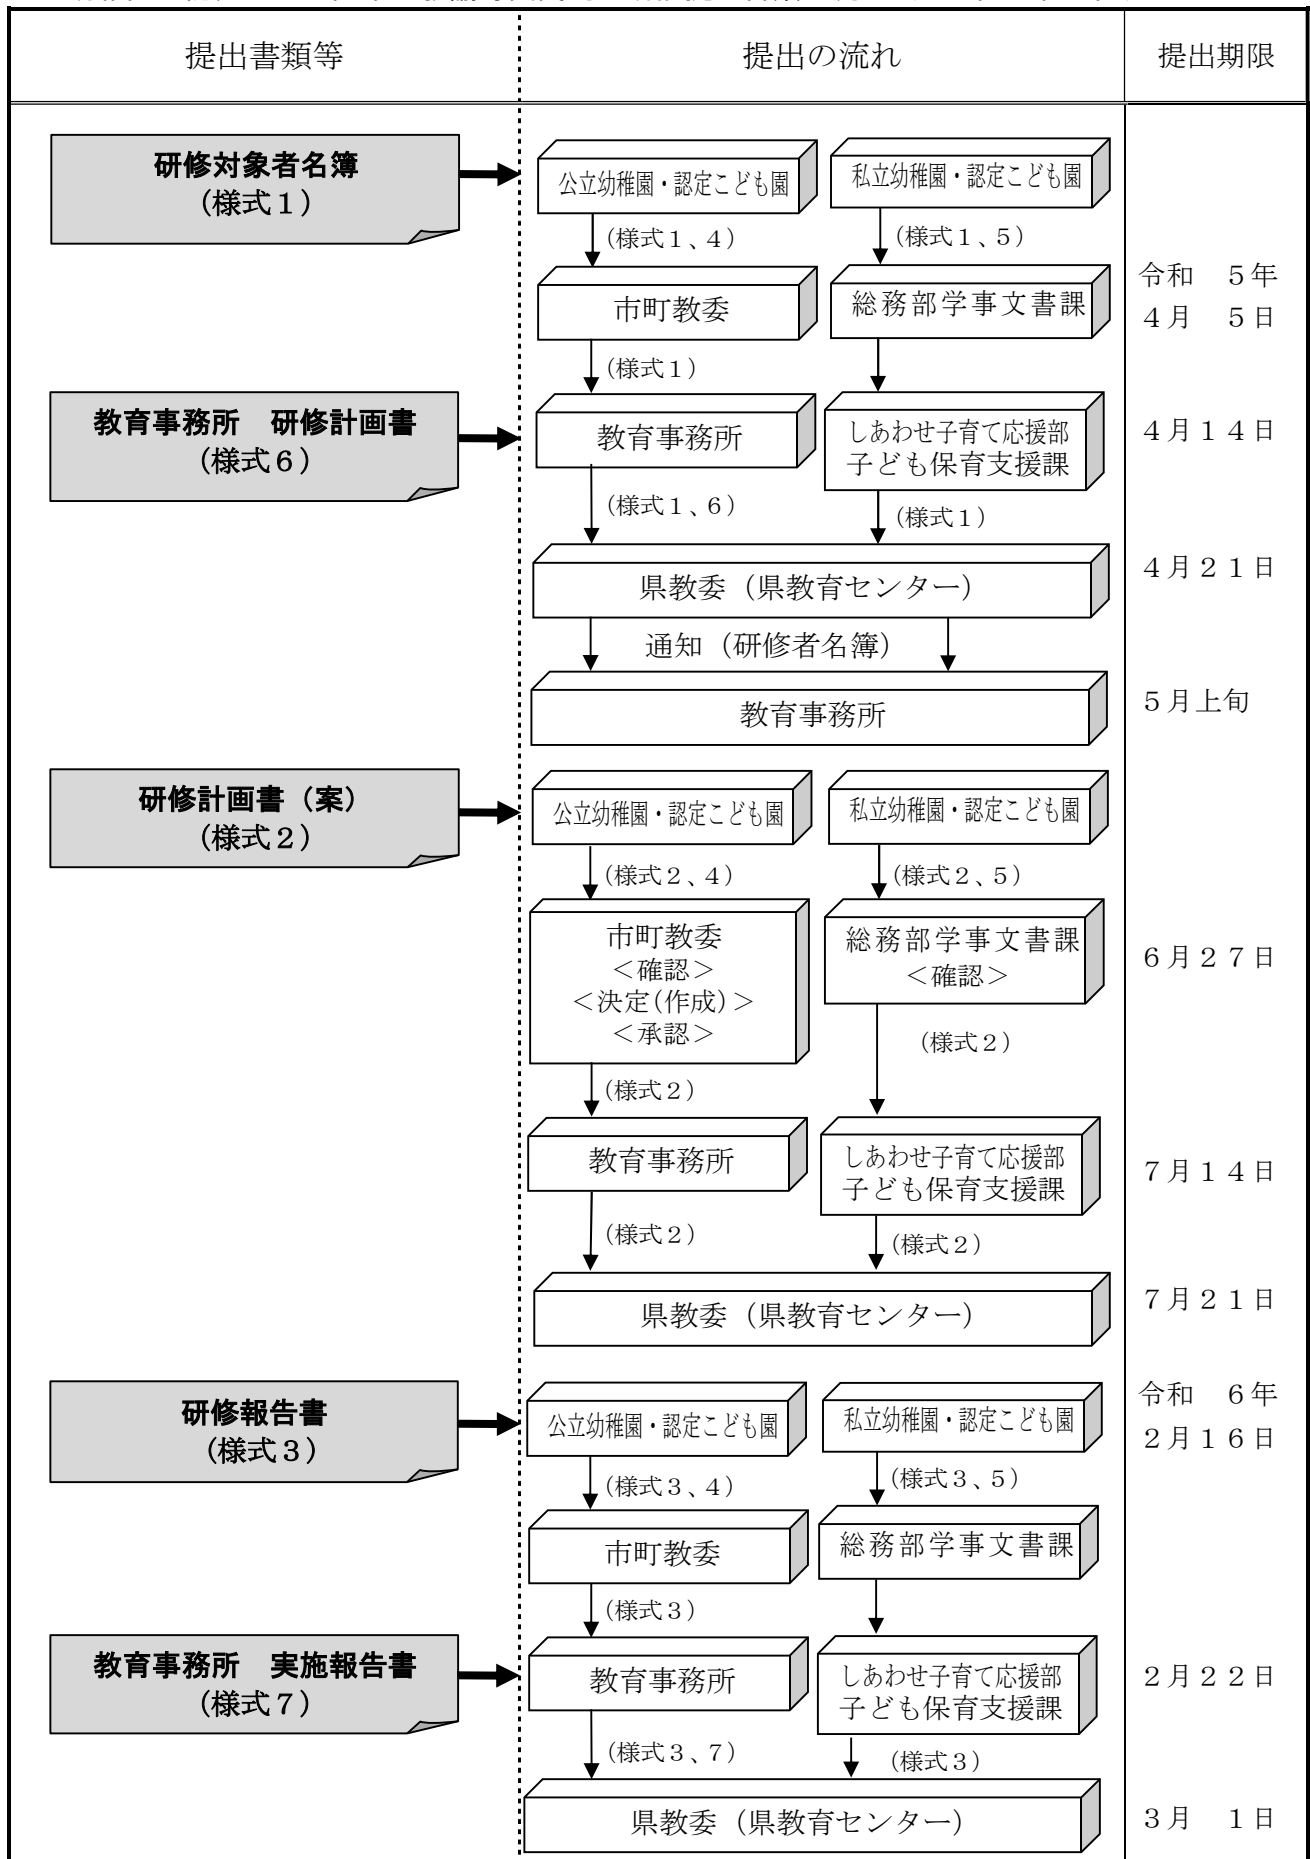 提出書類等
提出の流れ
提出期限
研修対象者名簿
(様式１)
公立幼稚園・認定こども園
私立幼稚園・認定こども園
(様式１、４)
(様式１、５)
市町教委
総務部学事文書課
令和　５年
４月　５日
(様式１)
教育事務所　研修計画書
(様式６)
教育事務所
しあわせ子育て応援部
子ども保育支援課
４月１４日
(様式１、６)
(様式１)
県教委（県教育センター）
４月２１日
通知（研修者名簿）
教育事務所
５月上旬
研修計画書（案）
(様式２)
公立幼稚園・認定こども園
私立幼稚園・認定こども園
(様式２、４)
(様式２、５)
市町教委
＜確認＞
＜決定(作成)＞
＜承認＞
総務部学事文書課
＜確認＞
６月２７日
(様式２)
(様式２)
教育事務所
しあわせ子育て応援部
子ども保育支援課
７月１４日
(様式２)
(様式２)
県教委（県教育センター）
７月２１日
研修報告書
(様式３)
公立幼稚園・認定こども園
私立幼稚園・認定こども園
令和　６年
２月１６日
(様式３、４)
(様式３、５)
市町教委
総務部学事文書課
(様式３)
教育事務所　実施報告書
(様式７)
教育事務所
しあわせ子育て応援部
子ども保育支援課
２月２２日
(様式３、７)
(様式３)
県教委（県教育センター）
３月　１日